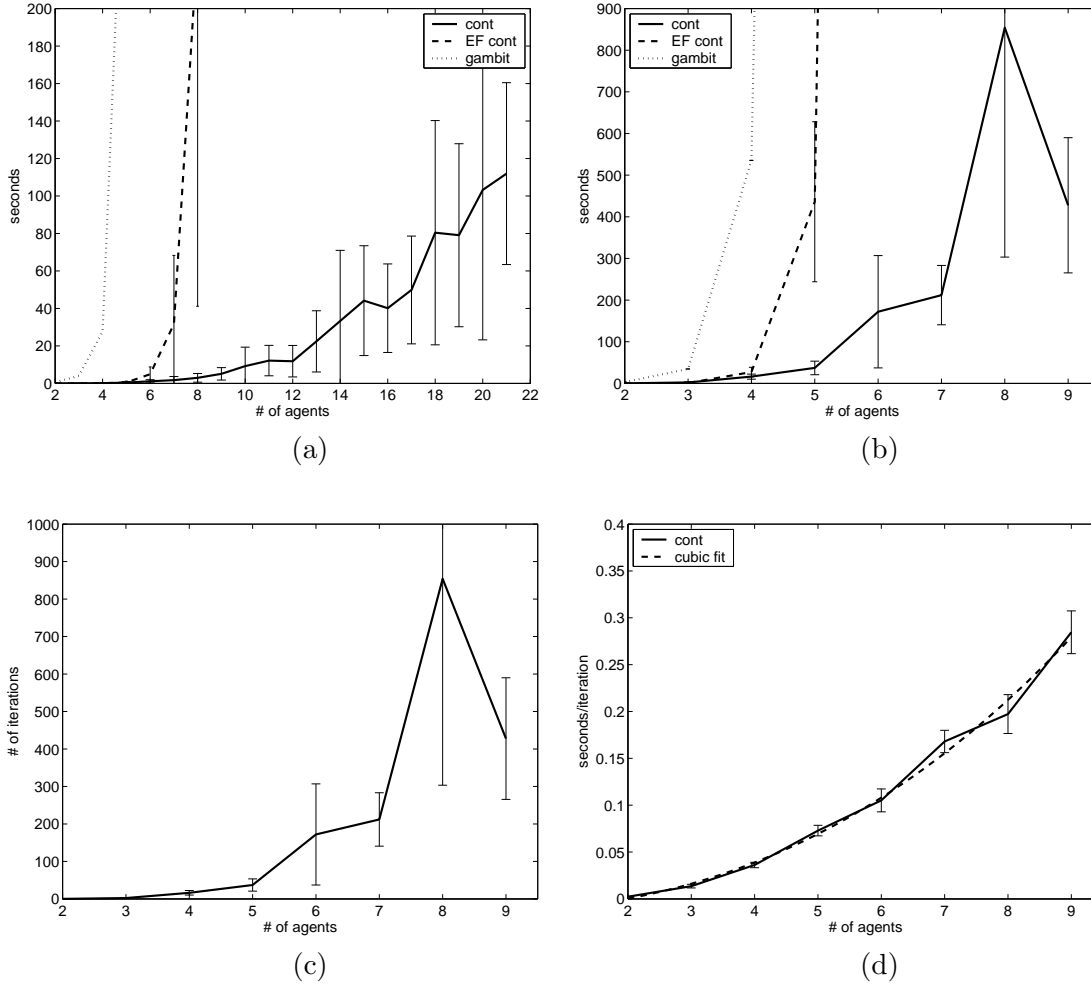 200
180
160
140
120
100
80
60
40
20
0
seconds
2 4 6 8 10 12 14 16 18 20 22
# of agents
cont
EF cont
gambit
(a)
900
800
700
600
500
400
300
200
100
0
seconds
2 3 4 5 6 7 8 9
# of agents
cont
EF cont
gambit
(b)
1000
900
800
700
600
500
400
300
200
100
0
# of iterations
2 3 4 5 6 7 8 9
# of agents
(c)
0.4
0.35
0.3
0.25
0.2
0.15
0.1
0.05
0
seconds/iteration
2 3 4 5 6 7 8 9
# of agents
cont
cubic fit
(d)